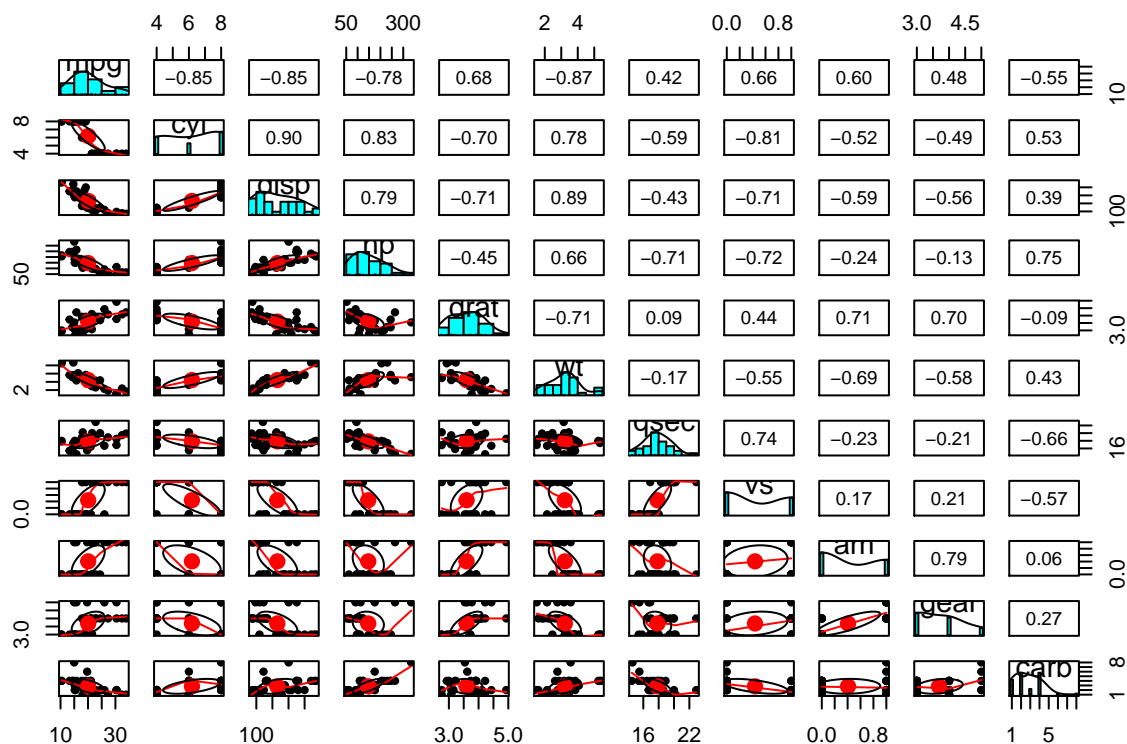 4 6 8 50 300 2 4 0.0 0.8 3.0 4.5
mpg −0.85 −0.85 −0.78 0.68 −0.87 0.42 0.66 0.60 0.48 −0.55 10
4 8 cyl 0.90 0.83 −0.70 0.78 −0.59 −0.81 −0.52 −0.49 0.53
disp 0.79 −0.71 0.89 −0.43 −0.71 −0.59 −0.56 0.39 100
50 hp −0.45 0.66 −0.71 −0.72 −0.24 −0.13 0.75
drat −0.71 0.09 0.44 0.71 0.70 −0.09 3.0
2 wt −0.17 −0.55 −0.69 −0.58 0.43
qsec 0.74 −0.23 −0.21 −0.66 16
0.0 vs 0.17 0.21 −0.57
am 0.79 0.06 0.0
3.0 gear 0.27
carb 1 8
10 30 100 3.0 5.0 16 22 0.0 1.0 1 5